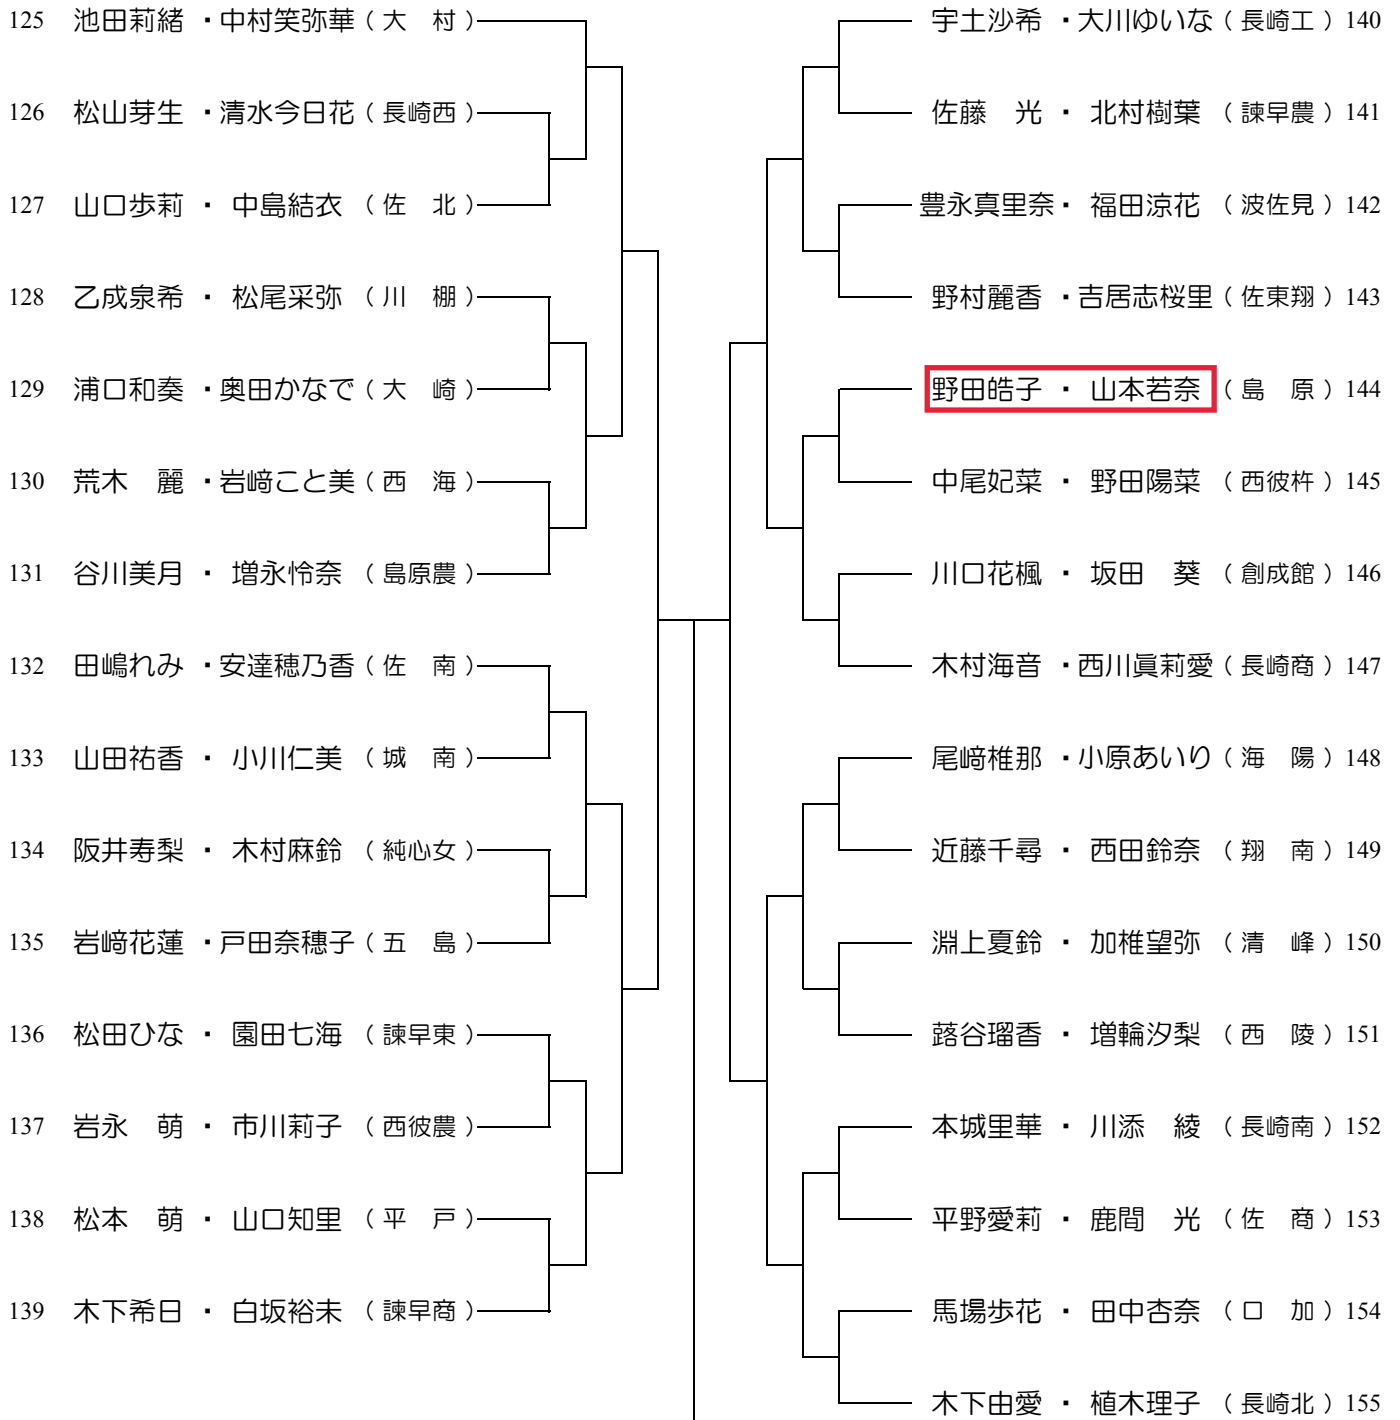 125 池田莉緒 ・中村笑弥華（大　村）
126 松山芽生 ・清水今日花（長崎西）
127 山口歩莉 ・ 中島結衣 （佐　北）
128 乙成泉希 ・ 松尾采弥 （川　棚）
129 浦口和奏 ・奥田かなで（大　崎）
130 荒木　麗 ・岩﨑こと美（西　海）
131 谷川美月 ・ 増永怜奈 （島原農）
132 田嶋れみ ・安達穂乃香（佐　南）
133 山田祐香 ・ 小川仁美 （城　南）
134 阪井寿梨 ・ 木村麻鈴 （純心女）
135 岩﨑花蓮 ・戸田奈穗子（五　島）
136 松田ひな ・ 園田七海 （諫早東）
137 岩永　萌 ・ 市川莉子 （西彼農）
138 松本　萌 ・ 山口知里 （平　戸）
139 木下希日 ・ 白坂裕未 （諫早商）
宇土沙希 ・大川ゆいな（長崎工）140
佐藤　光 ・ 北村樹葉 （諫早農）141
豊永真里奈・ 福田涼花 （波佐見）142
野村麗香 ・吉居志桜里（佐東翔）143
野田皓子 ・ 山本若奈 （島　原）144
中尾妃菜 ・ 野田陽菜 （西彼杵）145
川口花楓 ・ 坂田　葵 （創成館）146
木村海音 ・西川眞莉愛（長崎商）147
尾﨑椎那 ・小原あいり（海　陽）148
近藤千尋 ・ 西田鈴奈 （翔　南）149
淵上夏鈴 ・ 加椎望弥 （清　峰）150
蕗谷瑠香 ・ 増輪汐梨 （西　陵）151
本城里華 ・ 川添　綾 （長崎南）152
平野愛莉 ・ 鹿間　光 （佐　商）153
馬場歩花 ・ 田中杏奈 （口　加）154
木下由愛 ・ 植木理子 （長崎北）155